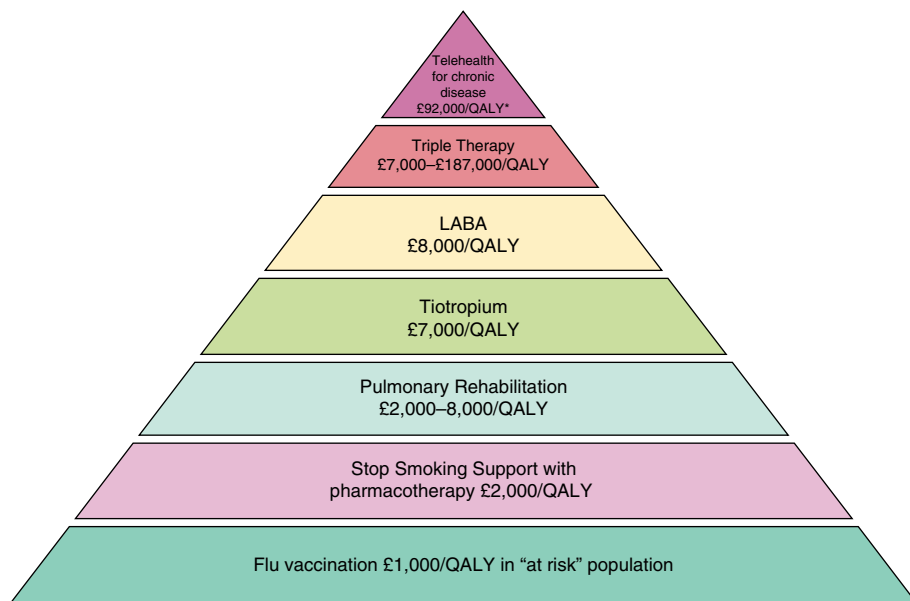 Telehealth
for chronic
disease
£92,000/QALY*
Triple Therapy
£7,000–£187,000/QALY
LABA
£8,000/QALY
Tiotropium
£7,000/QALY
Pulmonary Rehabilitation
£2,000–8,000/QALY
Stop Smoking Support with
pharmacotherapy £2,000/QALY
Flu vaccination £1,000/QALY in “at risk” population